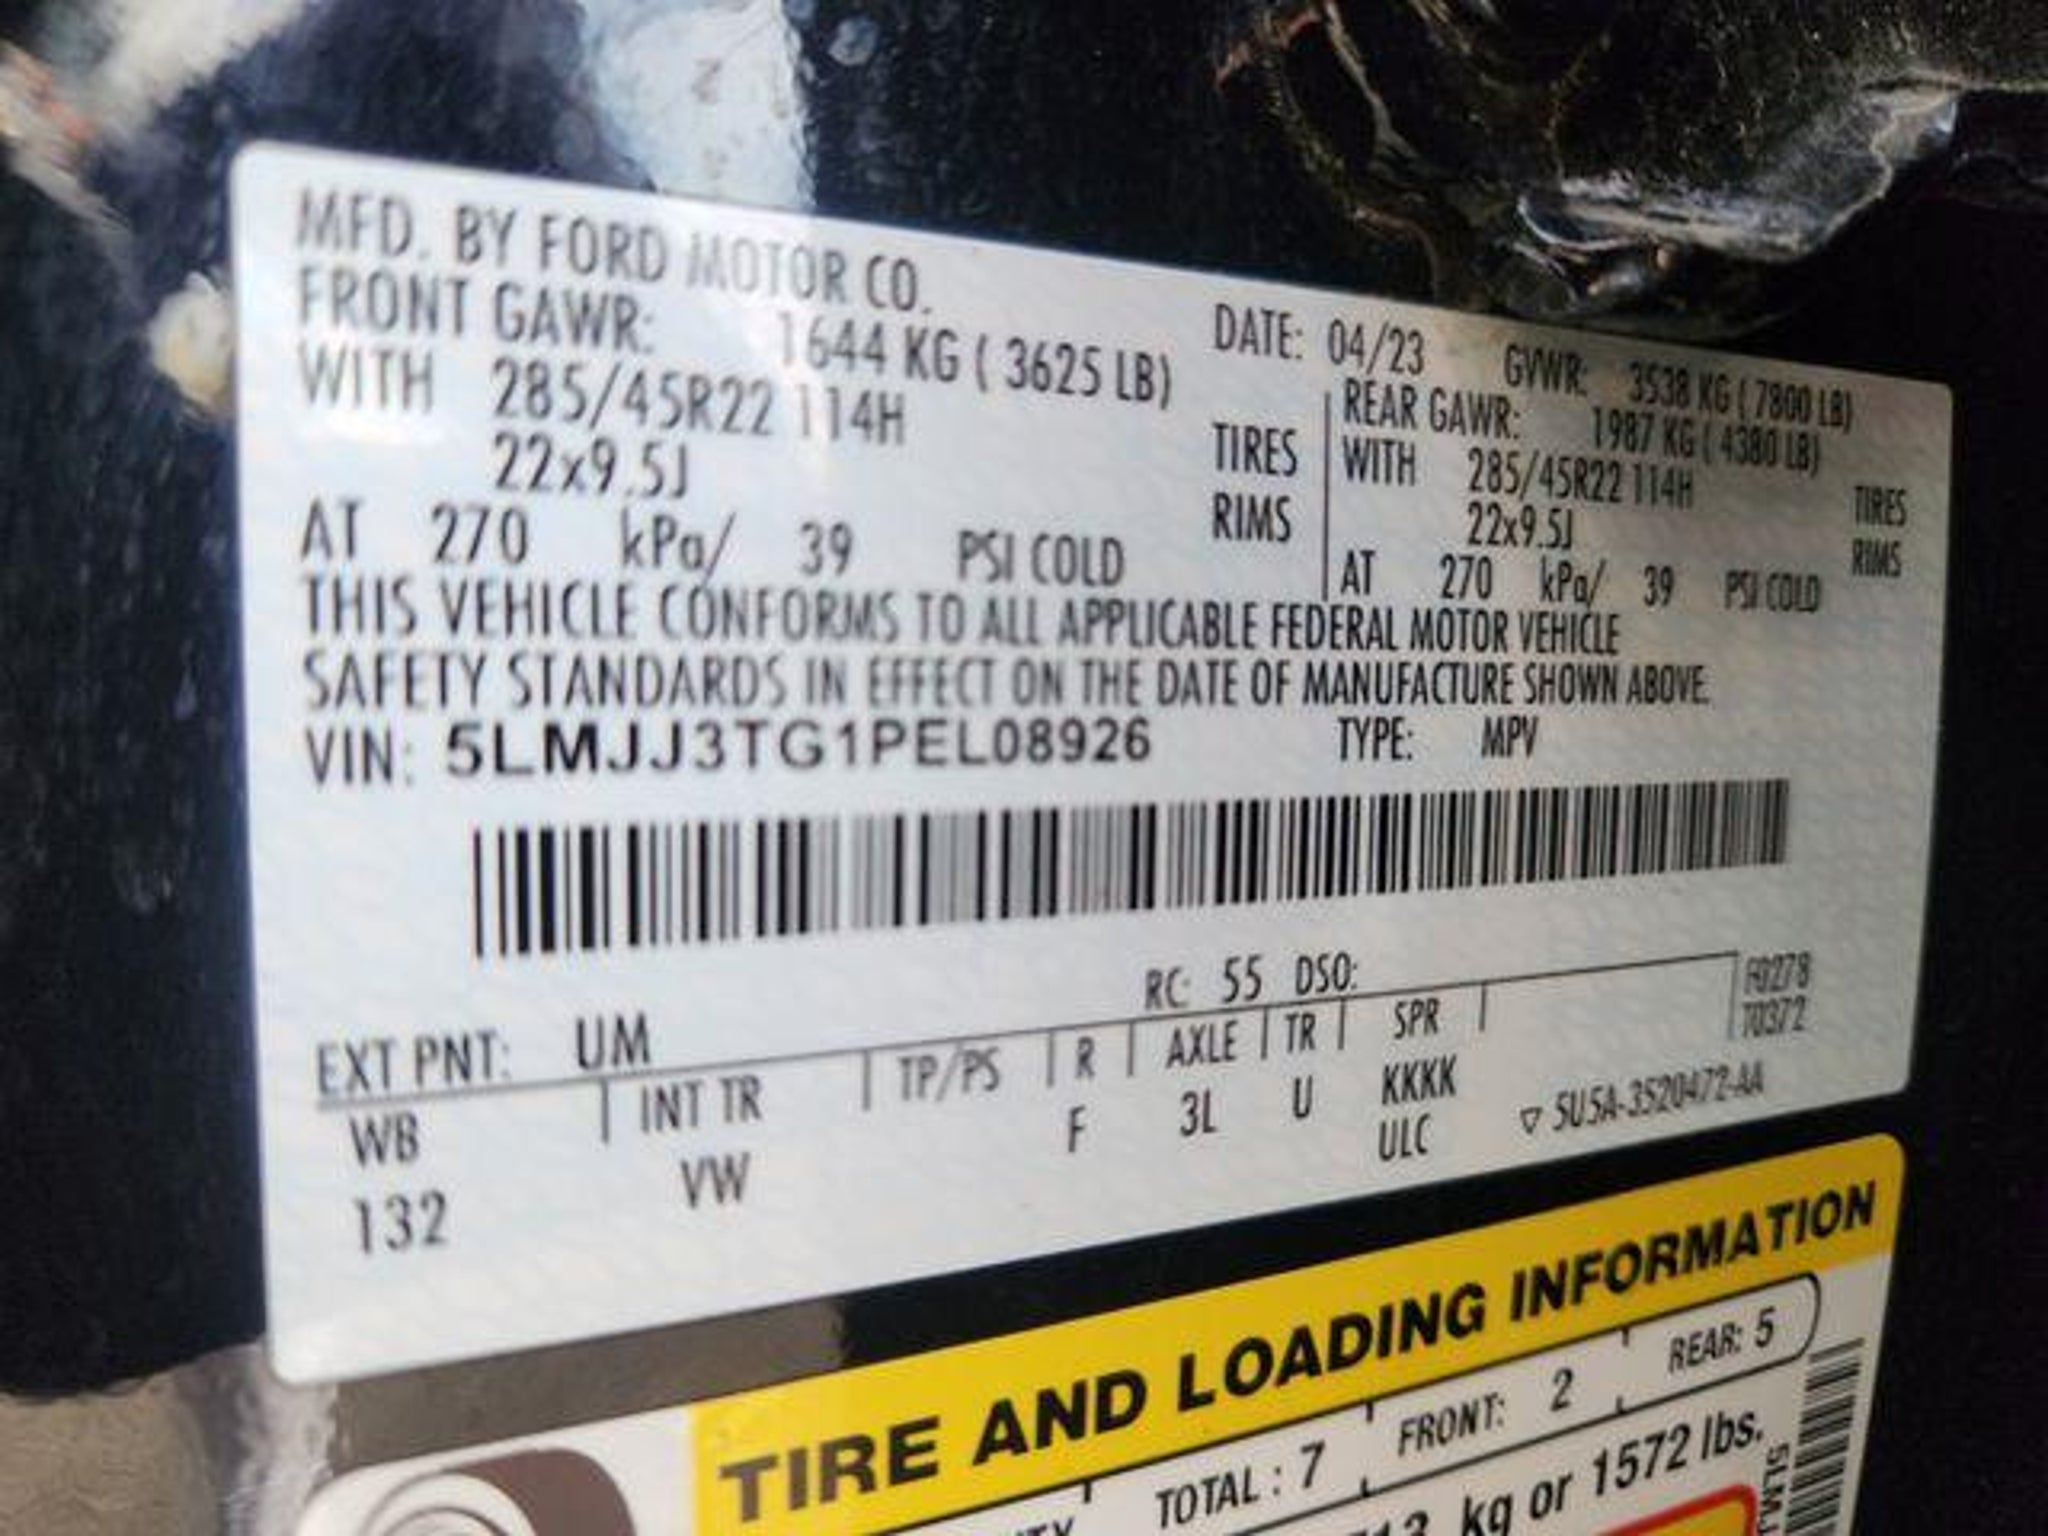 MFD. BY FORD MOTOR CO.
DATE: 04/23 GVWR: 3538 KG ( 7800 LB)
FRONT GAWR: 1644 KG ( 3625 LB)
WITH 285/45R22 114H TIRES
22x9.5J RIMS
AT 270 kPa/ 39 PSI COLD
REAR GAWR: 1987 KG ( 4380 LB)
WITH 285/45R22 114H TIRES
22x9.5J RIMS
AT 270 kPa/ 39 PSI COLD
THIS VEHICLE CONFORMS TO ALL APPLICABLE FEDERAL MOTOR VEHICLE
SAFETY STANDARDS IN EFFECT ON THE DATE OF MANUFACTURE SHOWN ABOVE.
VIN: 5LMJJ3TG1PEL08926 TYPE: MPV
RC: 55 DSO:
F0278
T0372
EXT PNT: UM
WB INT TR TP/PS R AXLE TR SPR
132 VW F 3L U KKKK
ULC
▽ 5U5A-3520472-AA
TIRE AND LOADING INFORMATION
TOTAL : 7 FRONT: 2 REAR: 5
kg or 1572 lbs.